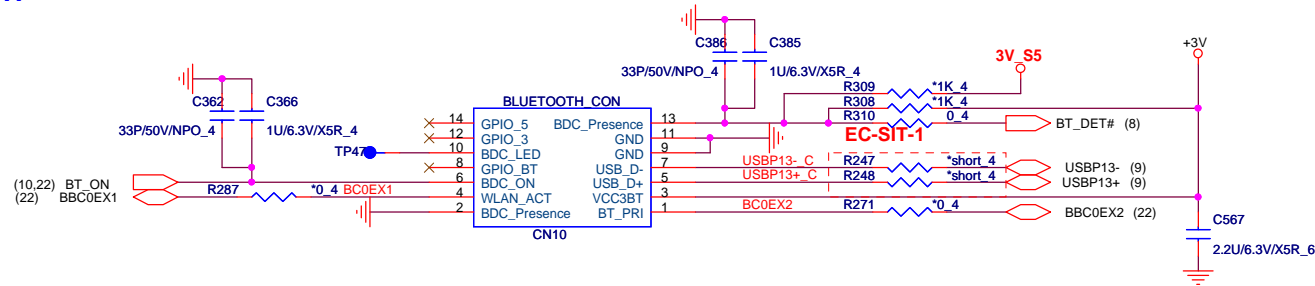 C386
C385
33P/50V/NPO_4
1U/6.3V/X5R_4
3V_S5
+3V
C362
C366
33P/50V/NPO_4
1U/6.3V/X5R_4
R309
*1K_4
R308
*1K_4
R310
0_4
BT_DET# (8)
EC-SIT-1
BLUETOOTH_CON
14
GPIO_5
BDC_Presence
13
12
GPIO_3
GND
11
TP47
10
BDC_LED
GND
9
8
GPIO_BT
USB_D-
7
USBP13-_C
R247
*short_4
USBP13- (9)
(10,22) BT_ON
6
BDC_ON
USB_D+
5
USBP13+_C
R248
*short_4
USBP13+ (9)
(22) BBC0EX1
R287
*0_4
BC0EX1
4
WLAN_ACT
VCC3BT
3
2
BDC_Presence
BT_PRI
1
BC0EX2
R271
*0_4
BBC0EX2 (22)
CN10
C567
2.2U/6.3V/X5R_6